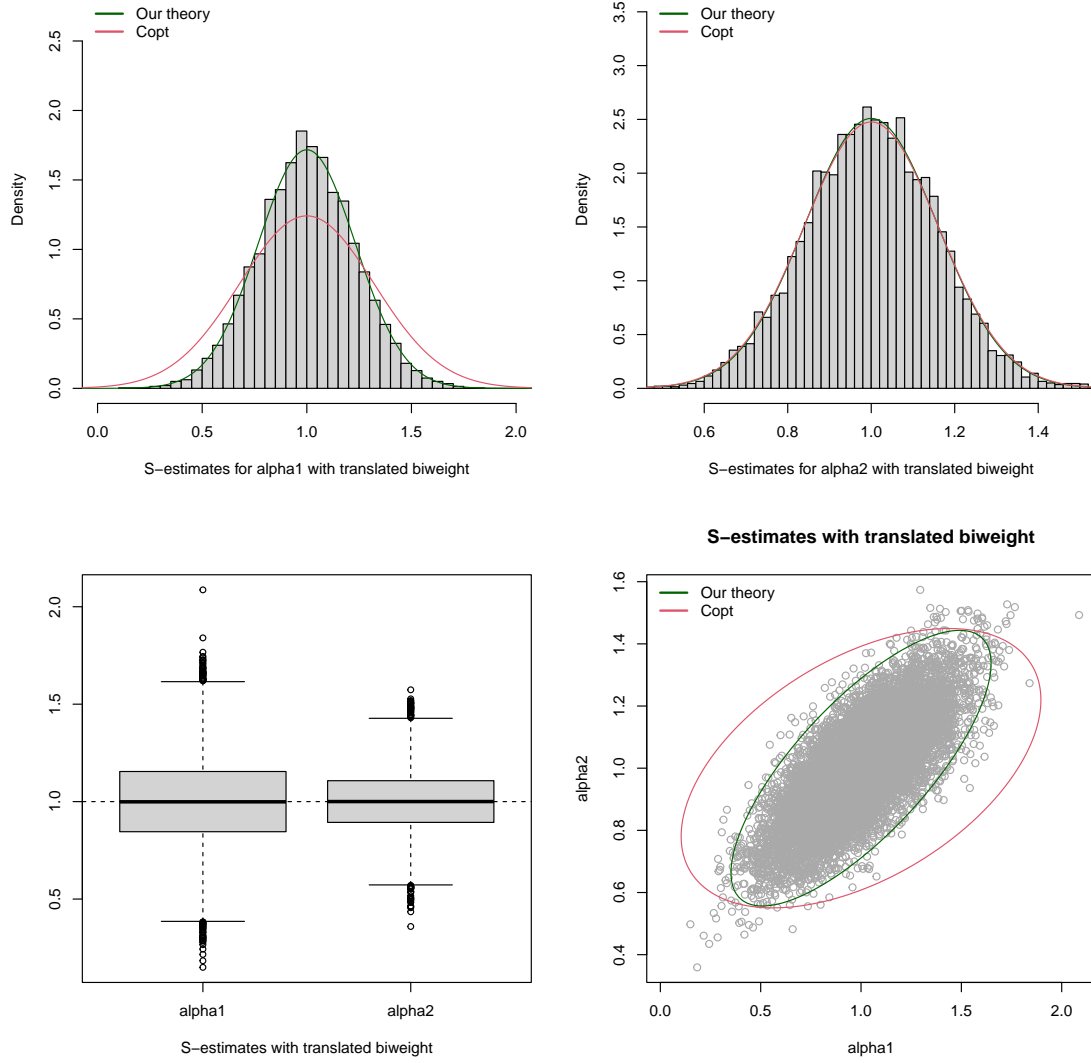 Our theory
Copt
Density
0.0
0.5
1.0
1.5
2.0
2.5
0.0 0.5 1.0 1.5 2.0
S−estimates for alpha1 with translated biweight
Our theory
Copt
Density
0.0
0.5
1.0
1.5
2.0
2.5
3.0
3.5
0.6 0.8 1.0 1.2 1.4
S−estimates for alpha2 with translated biweight
0.5
1.0
1.5
2.0
alpha1 alpha2
S−estimates with translated biweight
S−estimates with translated biweight
Our theory
Copt
alpha2
0.4
0.6
0.8
1.0
1.2
1.4
1.6
0.0 0.5 1.0 1.5 2.0
alpha1